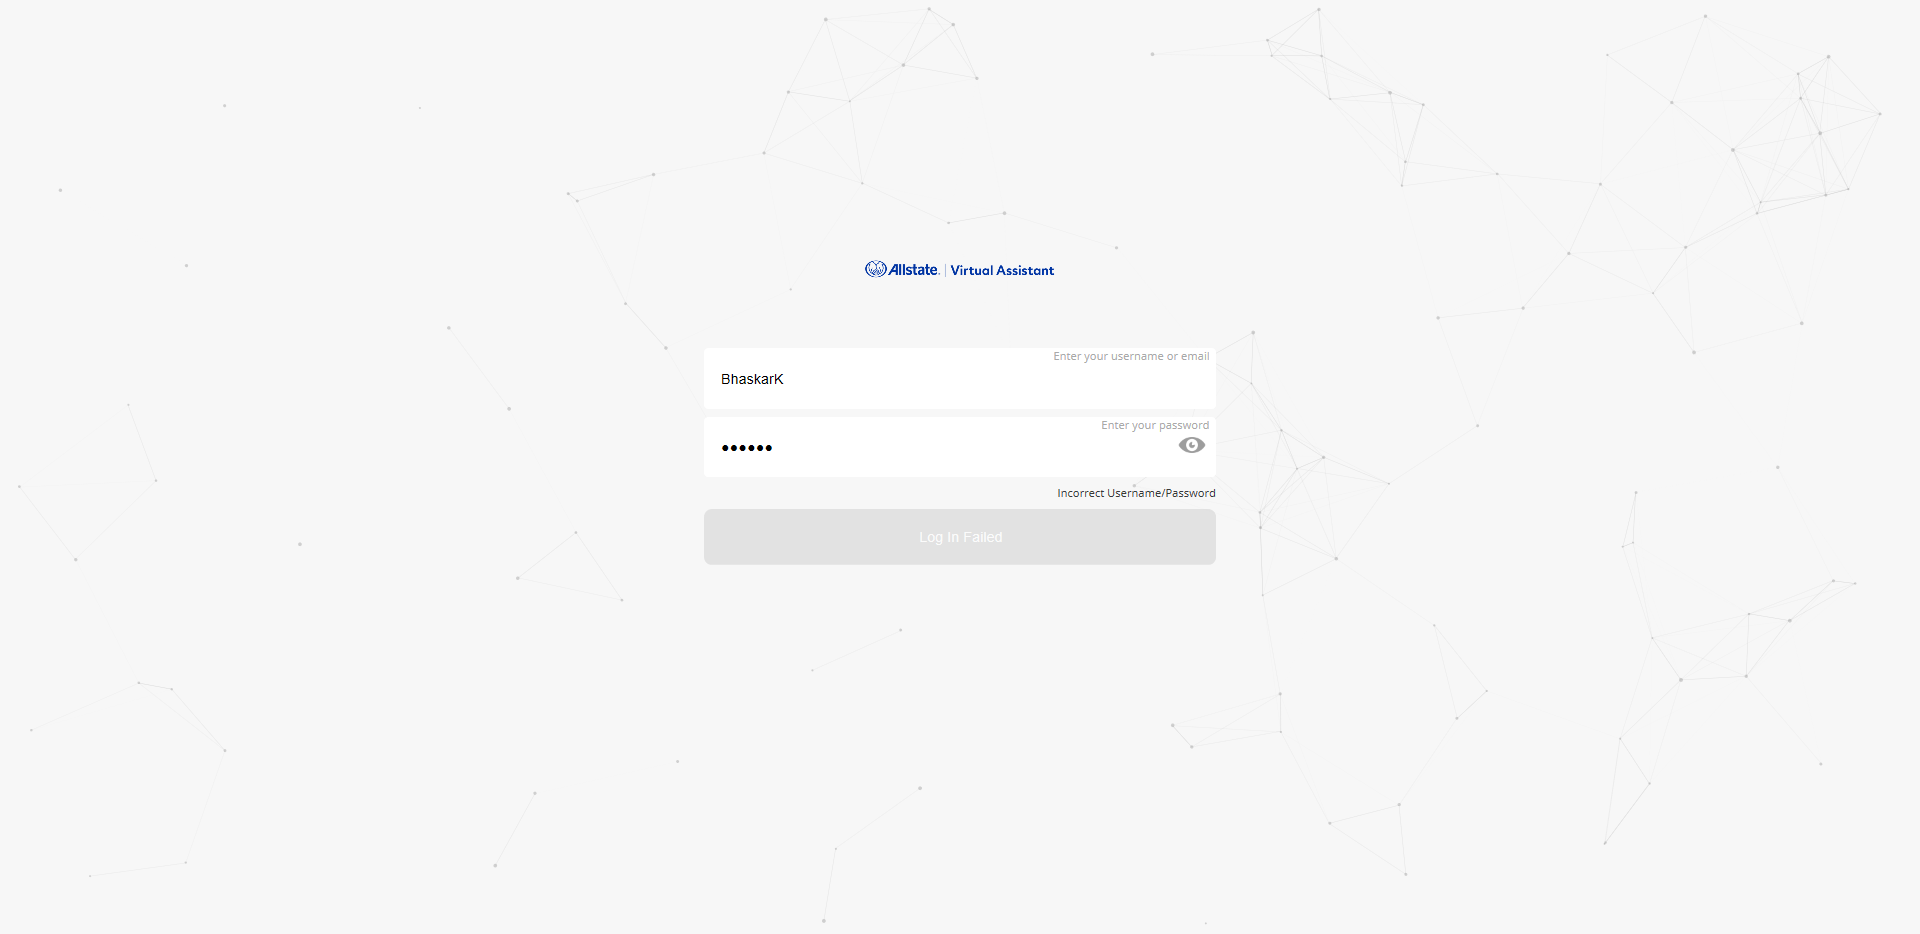 Allstate. | Virtual Assistant
Enter your username or email
BhaskarK
Enter your password
••••••
Incorrect Username/Password
Log In Failed